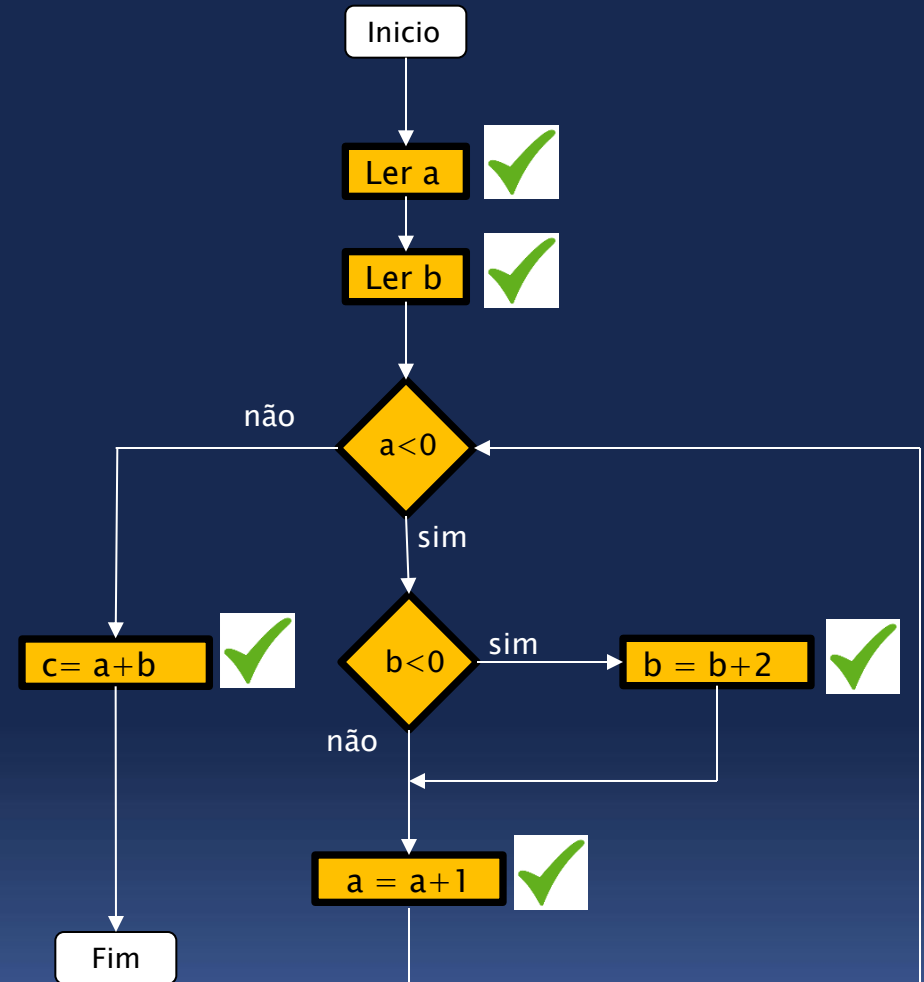 Inicio
Ler a
Ler b
não
a<0
sim
c= a+b
b<0
sim
b = b+2
não
a = a+1
Fim